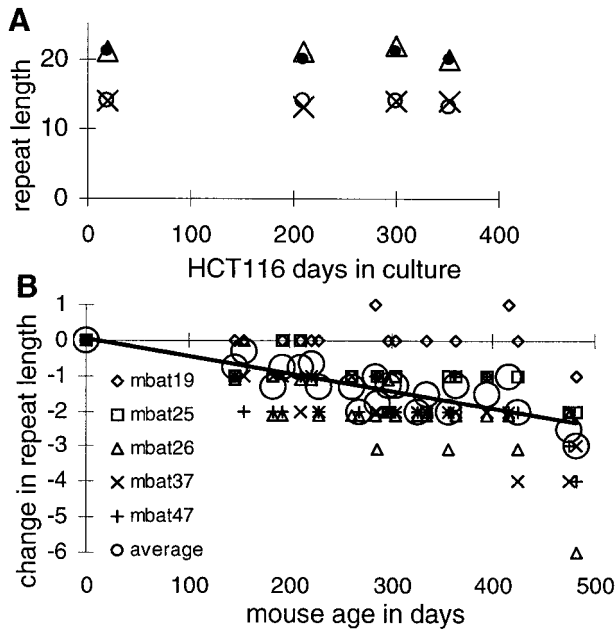 A
repeat length
20
10
0
0 100 200 300 400
HCT116 days in culture
B
change in repeat length
1
0
-1
-2
-3
-4
-5
-6
mbat19
mbat25
mbat26
mbat37
mbat47
average
0 100 200 300 400 500
mouse age in days